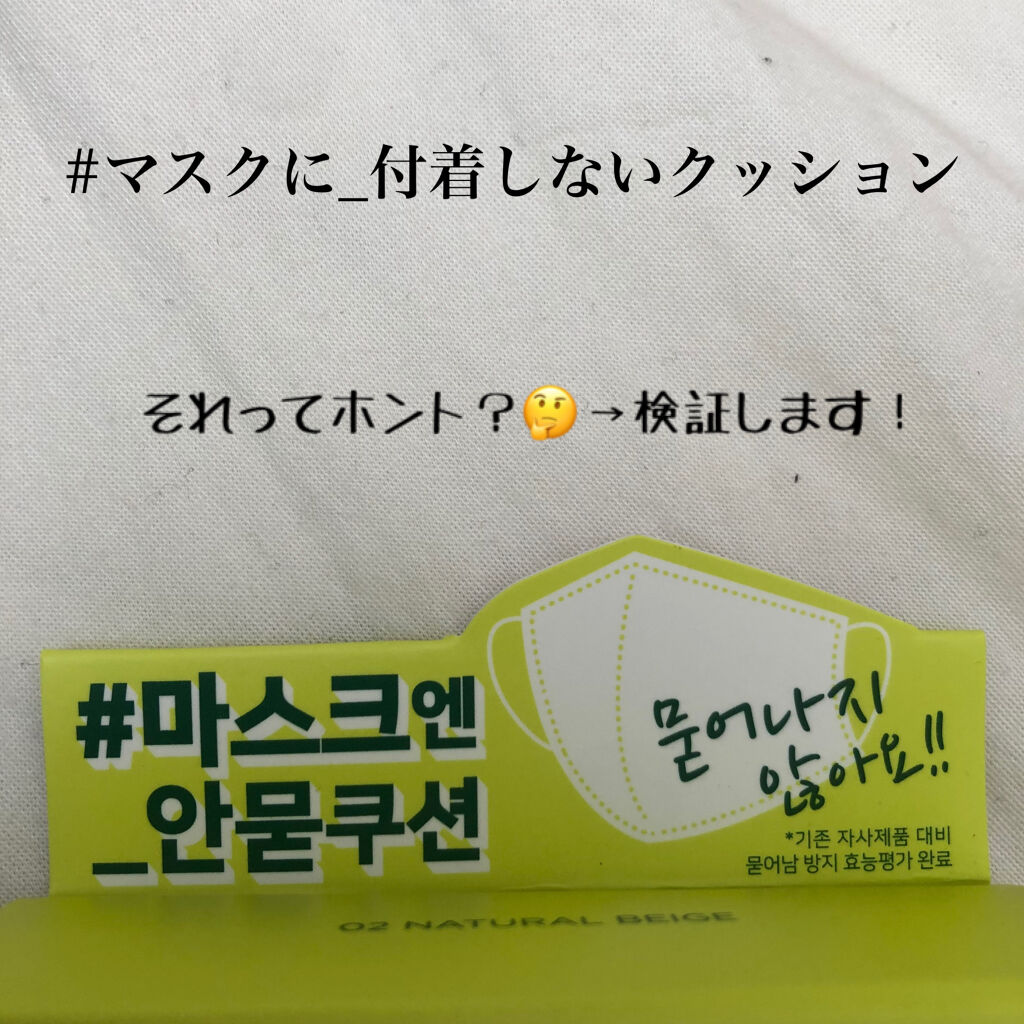 #マスクに_付着しないクッション
それってホント？🤔→検証します！
#마스크엔
_안묻쿠션
묻어나지
않아요!!
*기존 자사제품 대비
묻어남 방지 효능평가 완료
02 NATURAL BEIGE